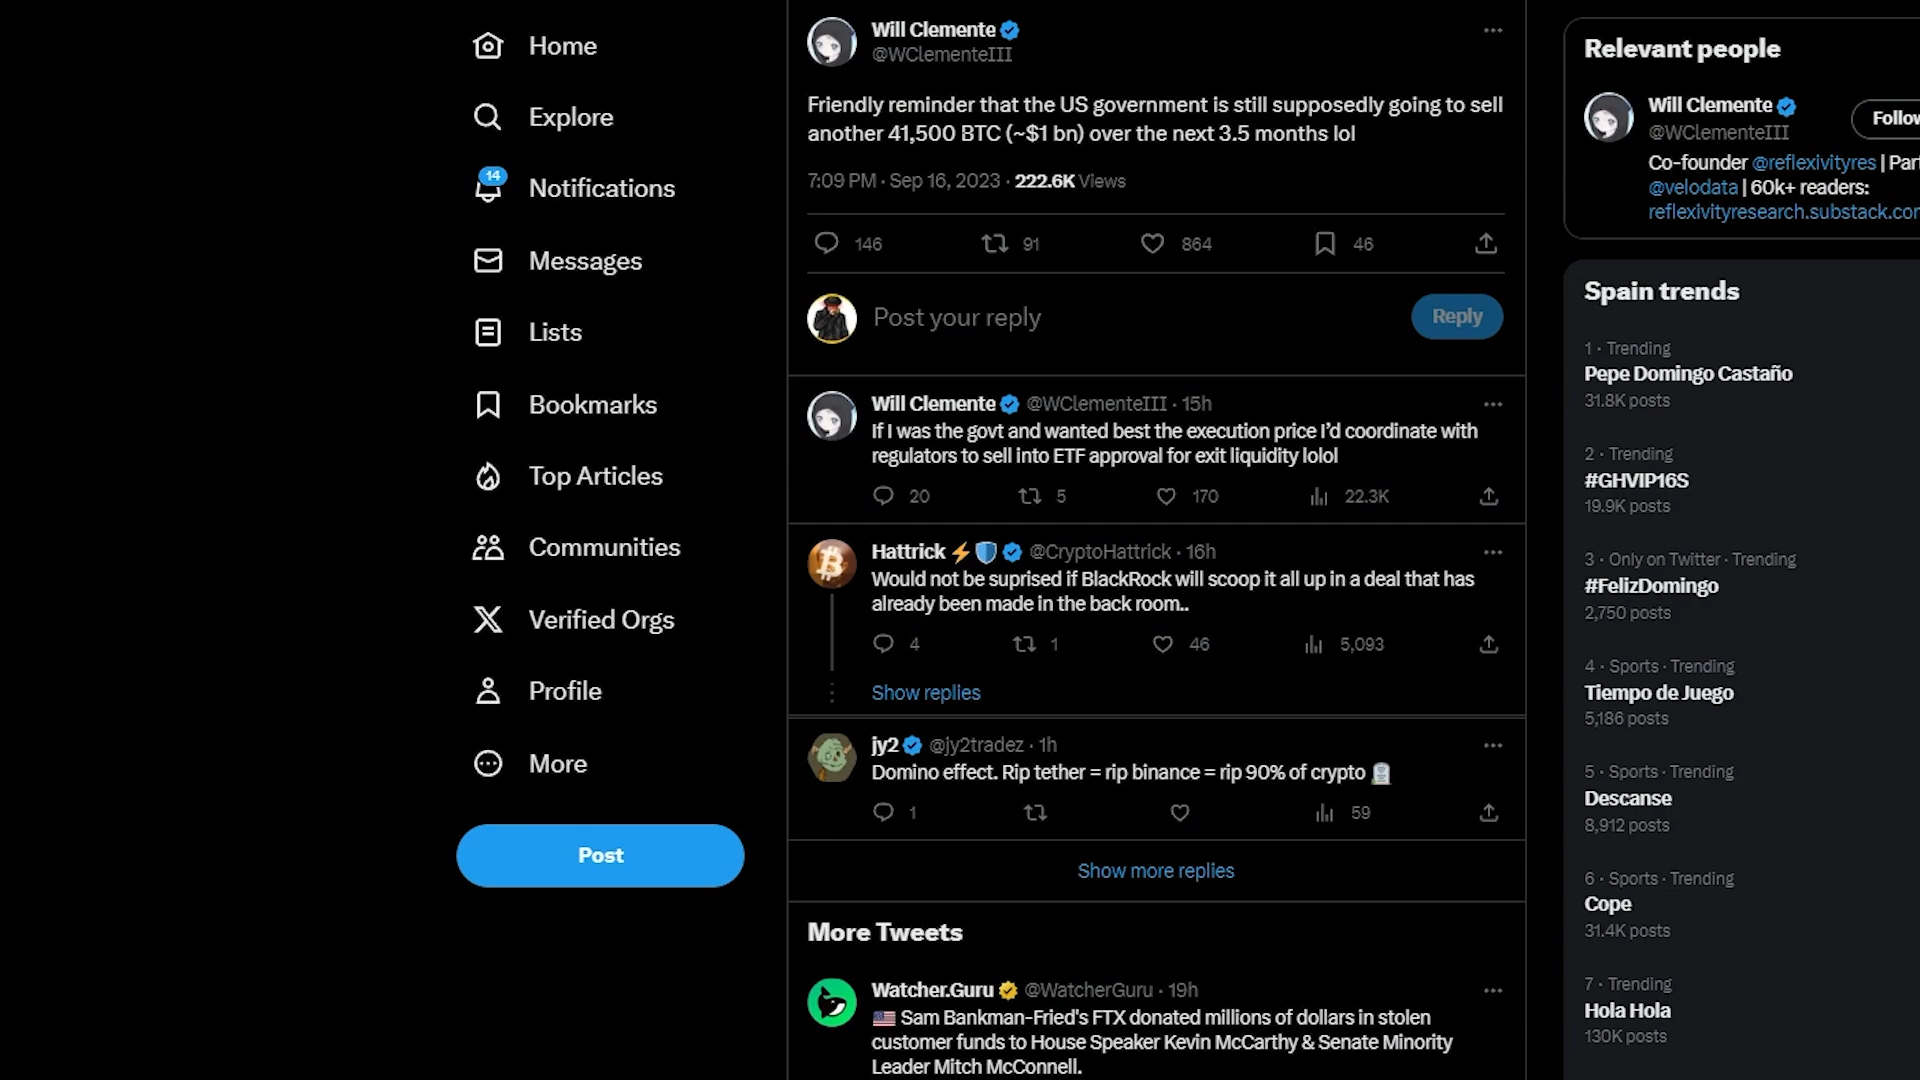 Home
Explore
14
Notifications
Messages
Lists
Bookmarks
Top Articles
Communities
Verified Orgs
Profile
More
Post
Will Clemente
@WClementeIII
Friendly reminder that the US government is still supposedly going to sell
another 41,500 BTC (~$1 bn) over the next 3.5 months lol
7:09 PM · Sep 16, 2023 · 222.6K Views
146 91 864 46
Post your reply
Reply
Will Clemente @WClementeIII · 15h
If I was the govt and wanted best the execution price I'd coordinate with
regulators to sell into ETF approval for exit liquidity lolol
20 5 170 22.3K
Hattrick ⚡🛡 @CryptoHattrick · 16h
Would not be suprised if BlackRock will scoop it all up in a deal that has
already been made in the back room..
4 1 46 5,093
Show replies
jy2 @jy2tradez · 1h
Domino effect. Rip tether = rip binance = rip 90% of crypto 🪦
1 59
Show more replies
More Tweets
Watcher.Guru @WatcherGuru · 19h
🇺🇸 Sam Bankman-Fried's FTX donated millions of dollars in stolen
customer funds to House Speaker Kevin McCarthy & Senate Minority
Leader Mitch McConnell.
Relevant people
Will Clemente
@WClementeIII
Follow
Co-founder @reflexivityres | Part
@velodata | 60k+ readers:
reflexivityresearch.substack.com
Spain trends
1 · Trending
Pepe Domingo Castaño
31.8K posts
2 · Trending
#GHVIP16S
19.9K posts
3 · Only on Twitter · Trending
#FelizDomingo
2,750 posts
4 · Sports · Trending
Tiempo de Juego
5,186 posts
5 · Sports · Trending
Descanse
8,912 posts
6 · Sports · Trending
Cope
31.4K posts
7 · Trending
Hola Hola
130K posts